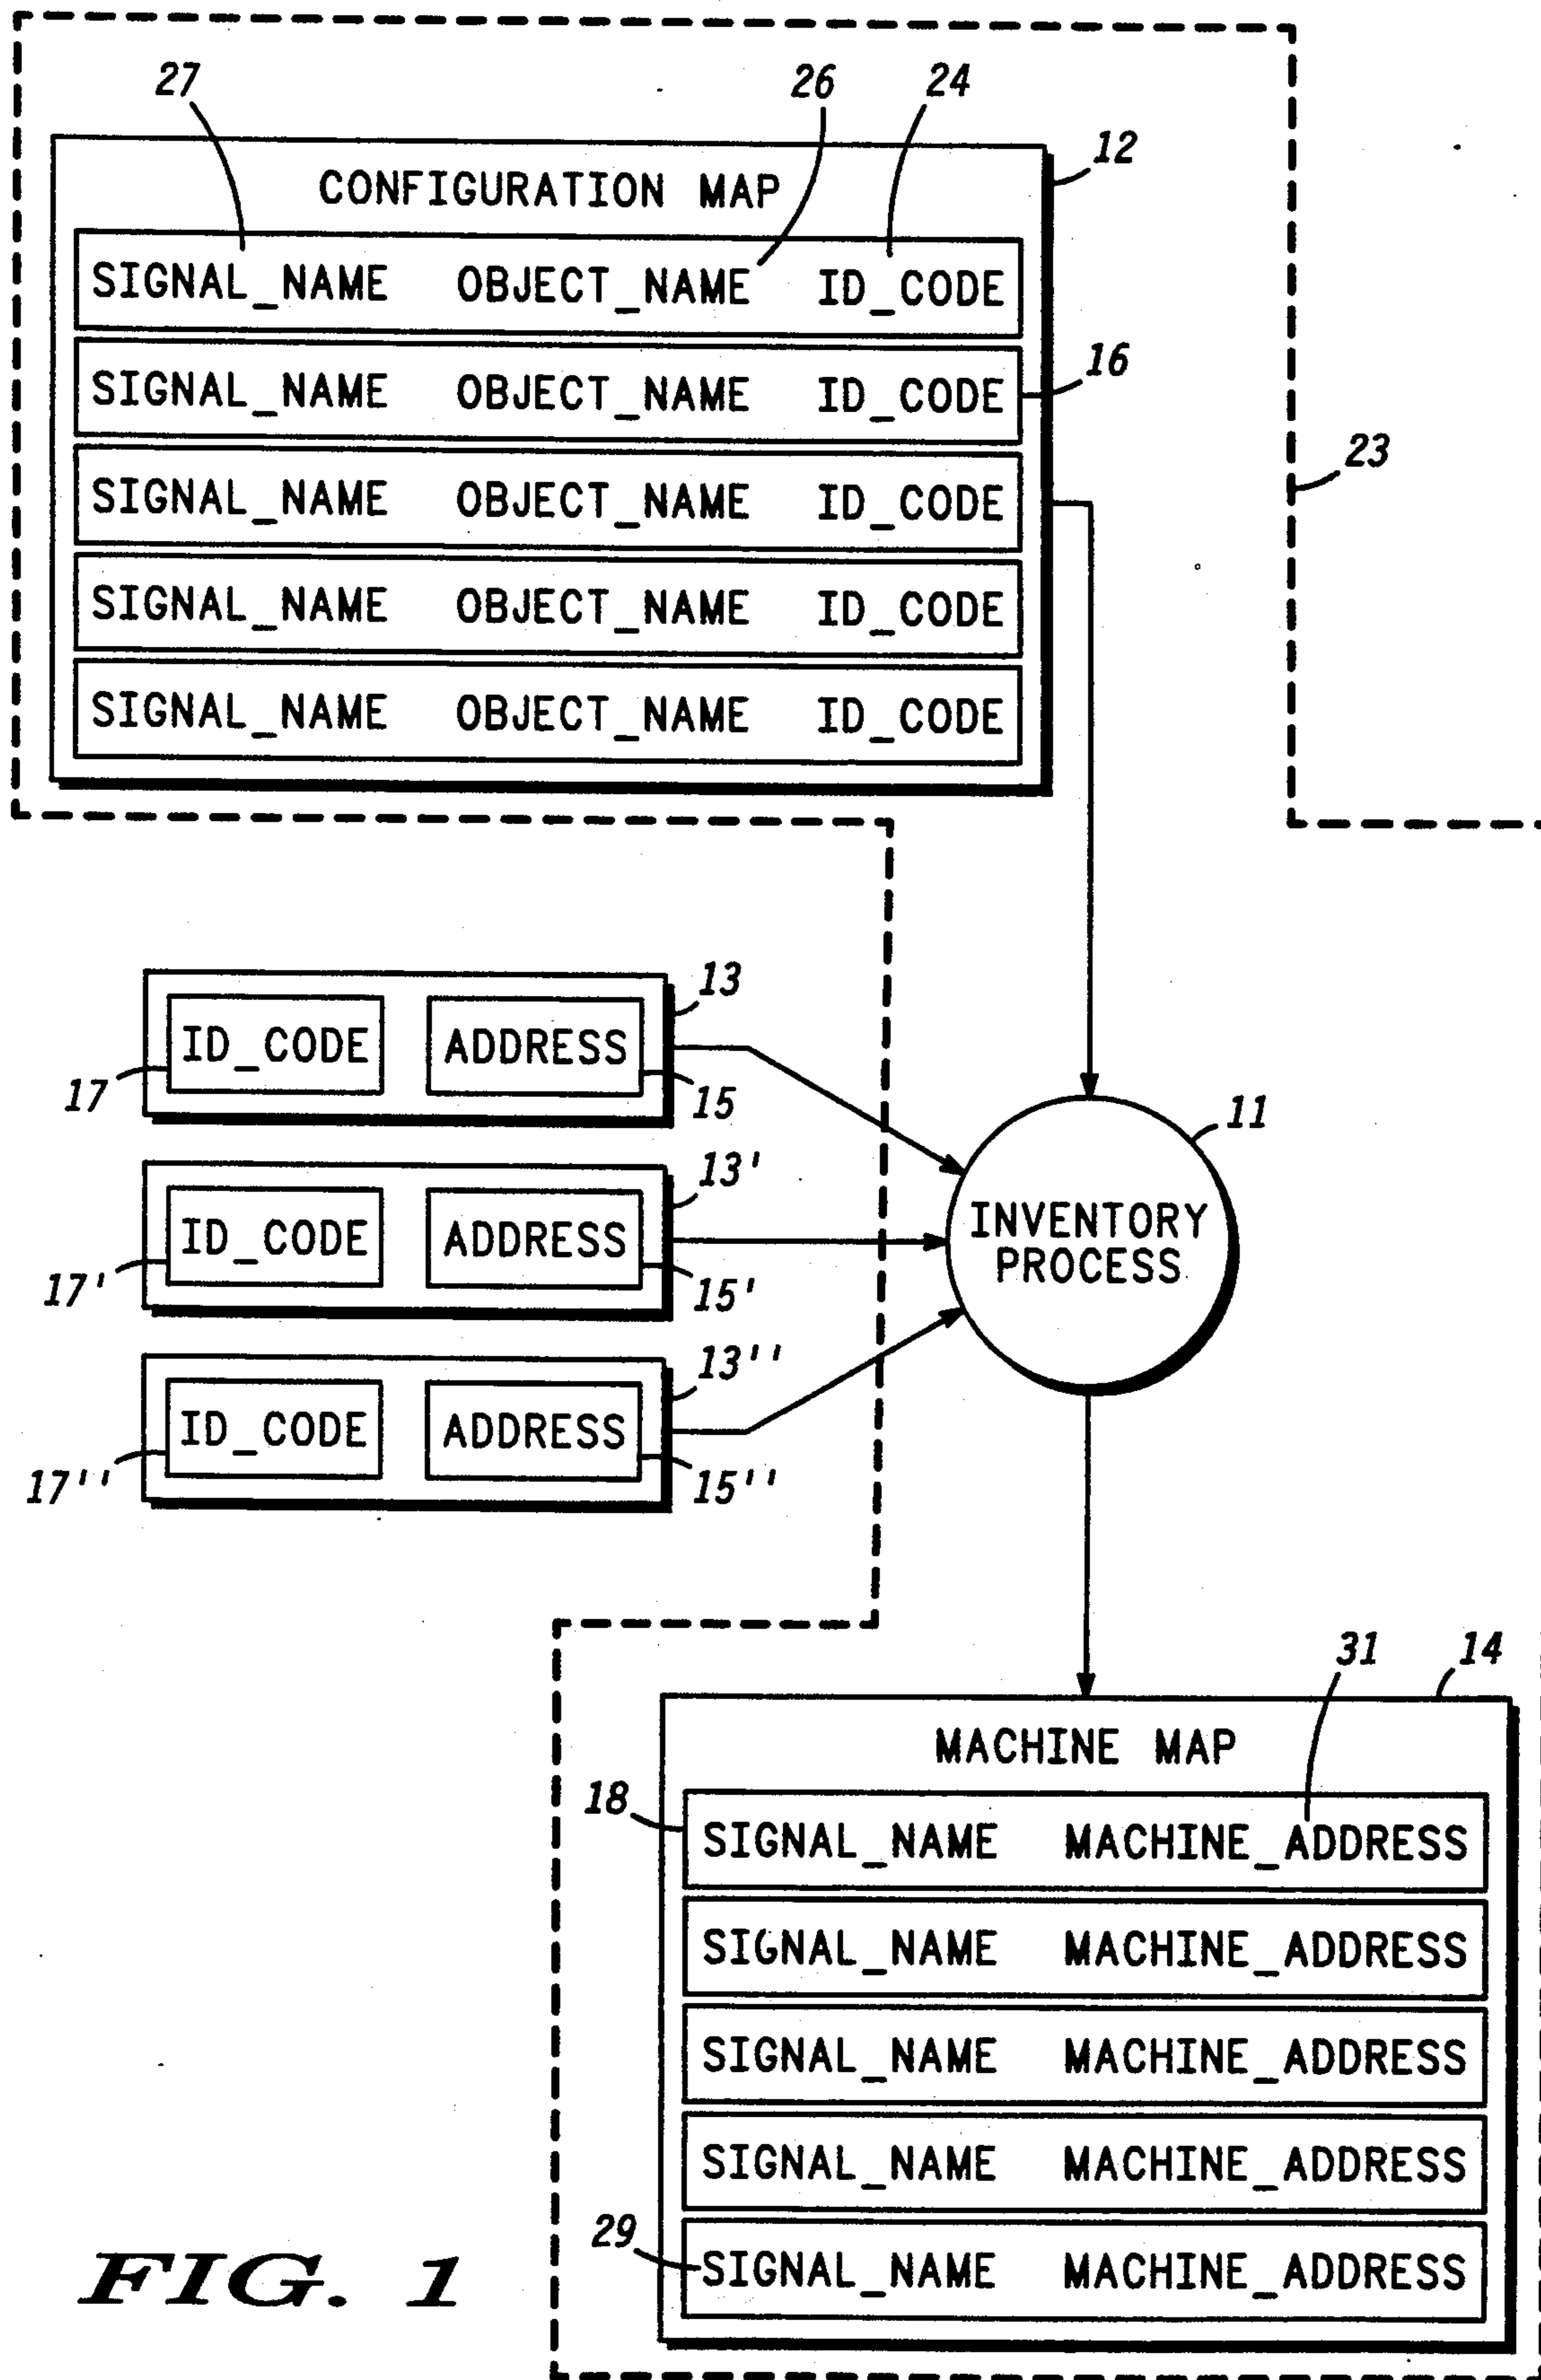 27 26 24
12
CONFIGURATION MAP
SIGNAL_NAME OBJECT_NAME ID_CODE
16
SIGNAL_NAME OBJECT_NAME ID_CODE
23
SIGNAL_NAME OBJECT_NAME ID_CODE
SIGNAL_NAME OBJECT_NAME ID_CODE
SIGNAL_NAME OBJECT_NAME ID_CODE
13
ID_CODE ADDRESS
17 15
11
13'
ID_CODE ADDRESS
17' 15'
INVENTORY
PROCESS
13''
ID_CODE ADDRESS
17'' 15''
31 14
MACHINE MAP
18
SIGNAL_NAME MACHINE_ADDRESS
SIGNAL_NAME MACHINE_ADDRESS
SIGNAL_NAME MACHINE_ADDRESS
SIGNAL_NAME MACHINE_ADDRESS
29
SIGNAL_NAME MACHINE_ADDRESS
FIG. 1